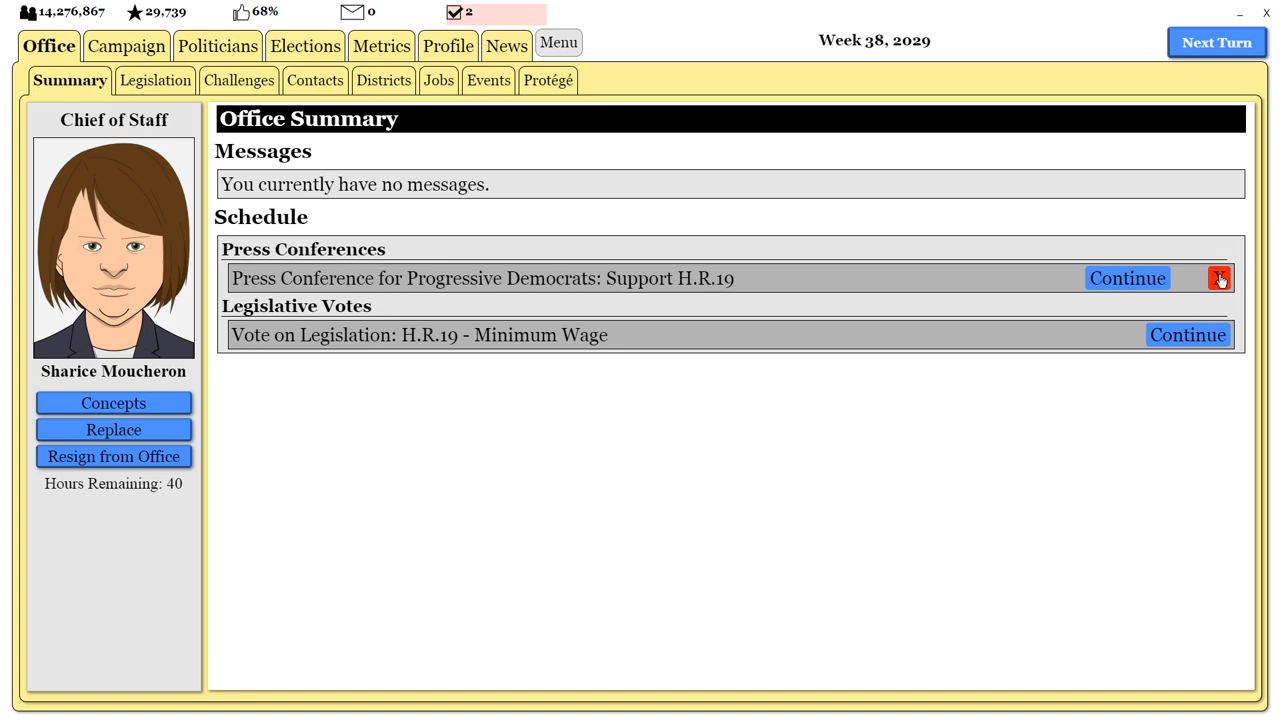 14,276,867 29,739 68% 0 2
_ X
Office Campaign Politicians Elections Metrics Profile News Menu
Week 38, 2029
Next Turn
Summary Legislation Challenges Contacts Districts Jobs Events Protégé
Chief of Staff
Sharice Moucheron
Concepts
Replace
Resign from Office
Hours Remaining: 40
Office Summary
Messages
You currently have no messages.
Schedule
Press Conferences
Press Conference for Progressive Democrats: Support H.R.19 Continue X
Legislative Votes
Vote on Legislation: H.R.19 - Minimum Wage Continue